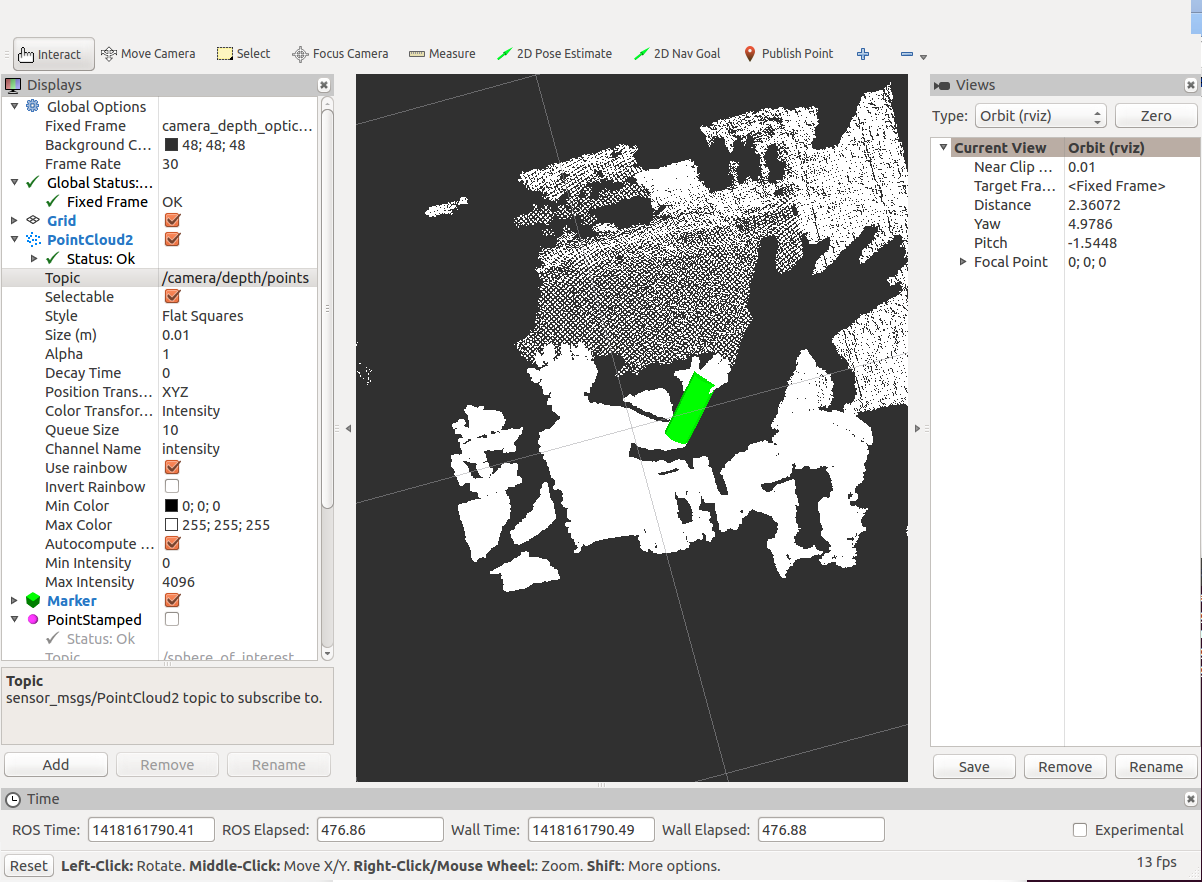 Interact Move Camera Select Focus Camera Measure 2D Pose Estimate 2D Nav Goal Publish Point
Displays
Global Options
Fixed Frame camera_depth_optic...
Background C... 48; 48; 48
Frame Rate 30
Global Status:...
Fixed Frame OK
Grid
PointCloud2
Status: Ok
Topic /camera/depth/points
Selectable
Style Flat Squares
Size (m) 0.01
Alpha 1
Decay Time 0
Position Trans... XYZ
Color Transfor... Intensity
Queue Size 10
Channel Name intensity
Use rainbow
Invert Rainbow
Min Color 0; 0; 0
Max Color 255; 255; 255
Autocompute ...
Min Intensity 0
Max Intensity 4096
Marker
PointStamped
Status: Ok
Topic /sphere_of_interest
Topic
sensor_msgs/PointCloud2 topic to subscribe to.
Add Remove Rename
Views
Type: Orbit (rviz) Zero
Current View Orbit (rviz)
Near Clip ... 0.01
Target Fra... <Fixed Frame>
Distance 2.36072
Yaw 4.9786
Pitch -1.5448
Focal Point 0; 0; 0
Save Remove Rename
Time
ROS Time: 1418161790.41 ROS Elapsed: 476.86 Wall Time: 1418161790.49 Wall Elapsed: 476.88 Experimental
Reset Left-Click: Rotate. Middle-Click: Move X/Y. Right-Click/Mouse Wheel:: Zoom. Shift: More options. 13 fps